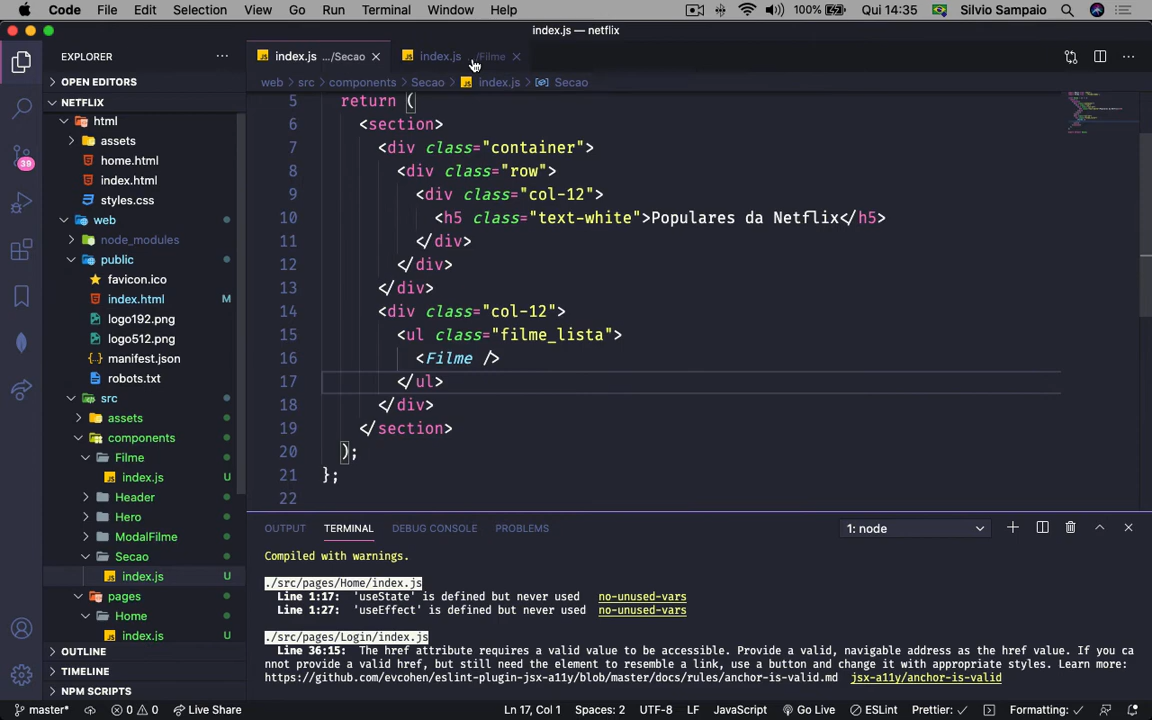 Code File Edit Selection View Go Run Terminal Window Help 100% Qui 14:35 Silvio Sampaio
index.js — netflix
EXPLORER
index.js .../Secao
index.js .../Filme
web src components Secao index.js Secao
OPEN EDITORS
NETFLIX
html
assets
home.html
index.html
styles.css
web
node_modules
public
favicon.ico
index.html M
logo192.png
logo512.png
manifest.json
robots.txt
src
assets
components
Filme
index.js U
Header
Hero
ModalFilme
Secao
index.js U
pages
Home
index.js U
OUTLINE
TIMELINE
NPM SCRIPTS
39
5 return (
6 <section>
7 <div class="container">
8 <div class="row">
9 <div class="col-12">
10 <h5 class="text-white">Populares da Netflix</h5>
11 </div>
12 </div>
13 </div>
14 <div class="col-12">
15 <ul class="filme_lista">
16 <Filme />
17 </ul>
18 </div>
19 </section>
20 );
21 };
22
OUTPUT TERMINAL DEBUG CONSOLE PROBLEMS 1: node
Compiled with warnings.
./src/pages/Home/index.js
Line 1:17: 'useState' is defined but never used no-unused-vars
Line 1:27: 'useEffect' is defined but never used no-unused-vars
./src/pages/Login/index.js
Line 36:15: The href attribute requires a valid value to be accessible. Provide a valid, navigable address as the href value. If you ca
nnot provide a valid href, but still need the element to resemble a link, use a button and change it with appropriate styles. Learn more:
https://github.com/evcohen/eslint-plugin-jsx-a11y/blob/master/docs/rules/anchor-is-valid.md jsx-a11y/anchor-is-valid
master* 0 0 Live Share Ln 17, Col 1 Spaces: 2 UTF-8 LF JavaScript Go Live ESLint Prettier: Formatting: